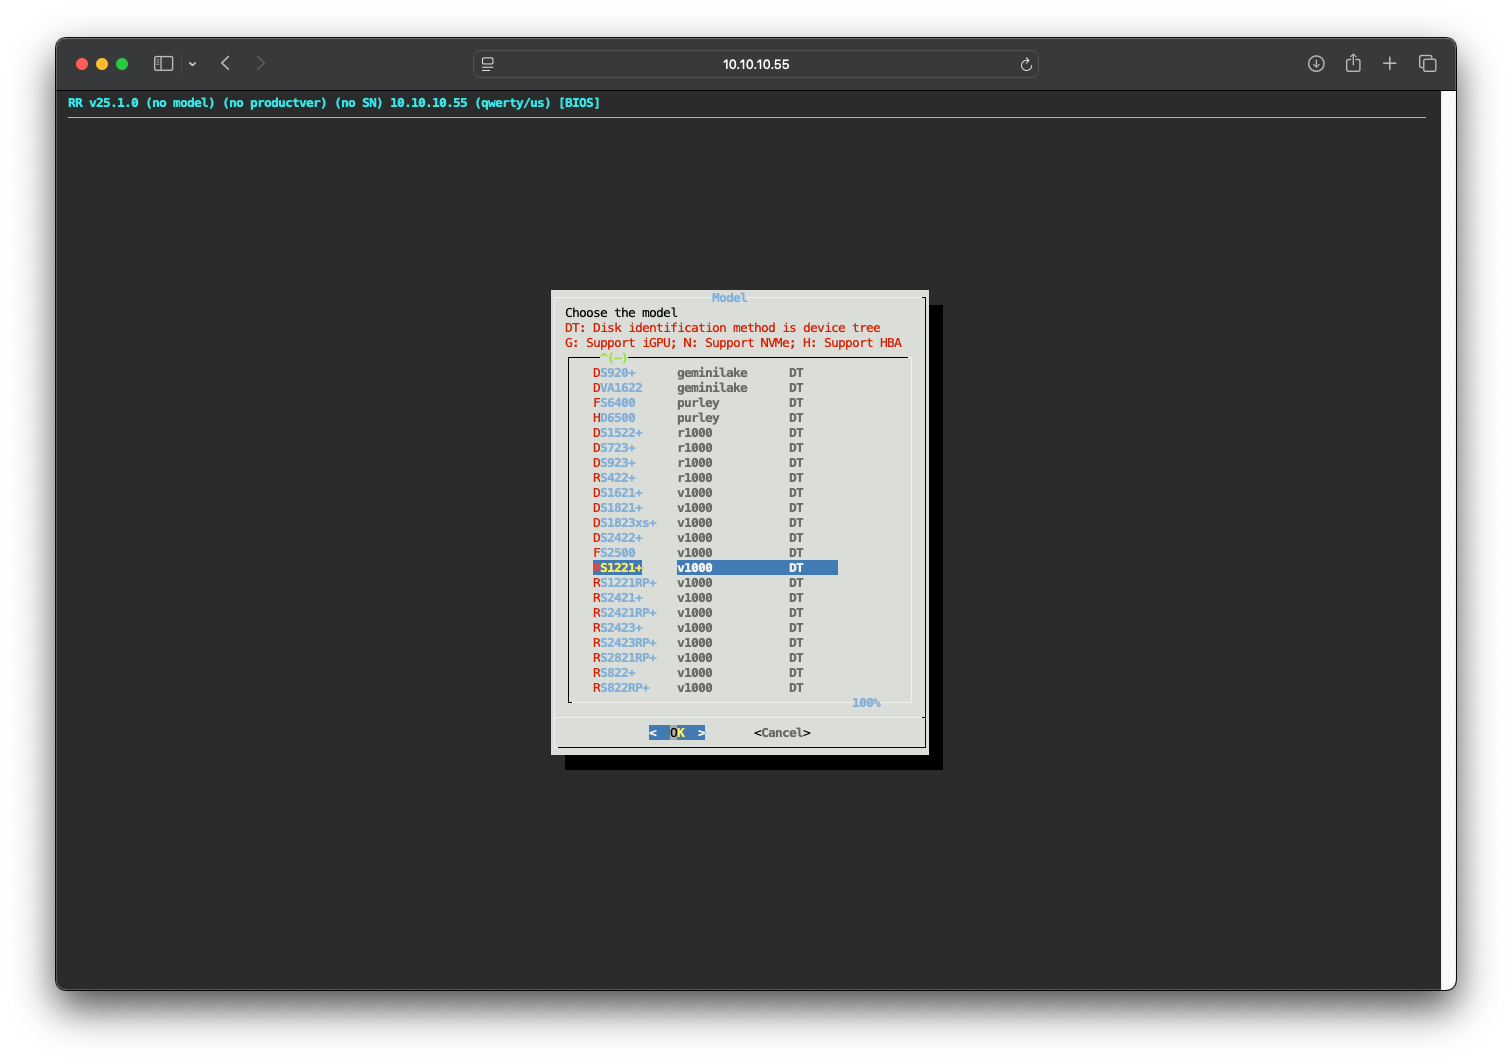 10.10.10.55
RR v25.1.0 (no model) (no productver) (no SN) 10.10.10.55 (qwerty/us) [BIOS]
Model
Choose the model
DT: Disk identification method is device tree
G: Support iGPU; N: Support NVMe; H: Support HBA
^(-)
DS920+ geminilake DT
DVA1622 geminilake DT
FS6400 purley DT
HD6500 purley DT
DS1522+ r1000 DT
DS723+ r1000 DT
DS923+ r1000 DT
RS422+ r1000 DT
DS1621+ v1000 DT
DS1821+ v1000 DT
DS1823xs+ v1000 DT
DS2422+ v1000 DT
FS2500 v1000 DT
RS1221+ v1000 DT
RS1221RP+ v1000 DT
RS2421+ v1000 DT
RS2421RP+ v1000 DT
RS2423+ v1000 DT
RS2423RP+ v1000 DT
RS2821RP+ v1000 DT
RS822+ v1000 DT
RS822RP+ v1000 DT
100%
< OK > <Cancel>